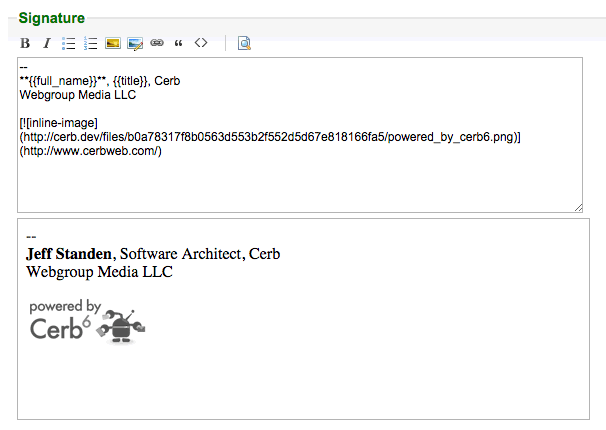 Signature
B I “ <>
--
**{{full_name}}**, {{title}}, Cerb
Webgroup Media LLC
[![inline-image]
(http://cerb.dev/files/b0a78317f8b0563d553b2f552d5d67e818166fa5/powered_by_cerb6.png)]
(http://www.cerbweb.com/)
--
Jeff Standen, Software Architect, Cerb
Webgroup Media LLC
powered by
Cerb6